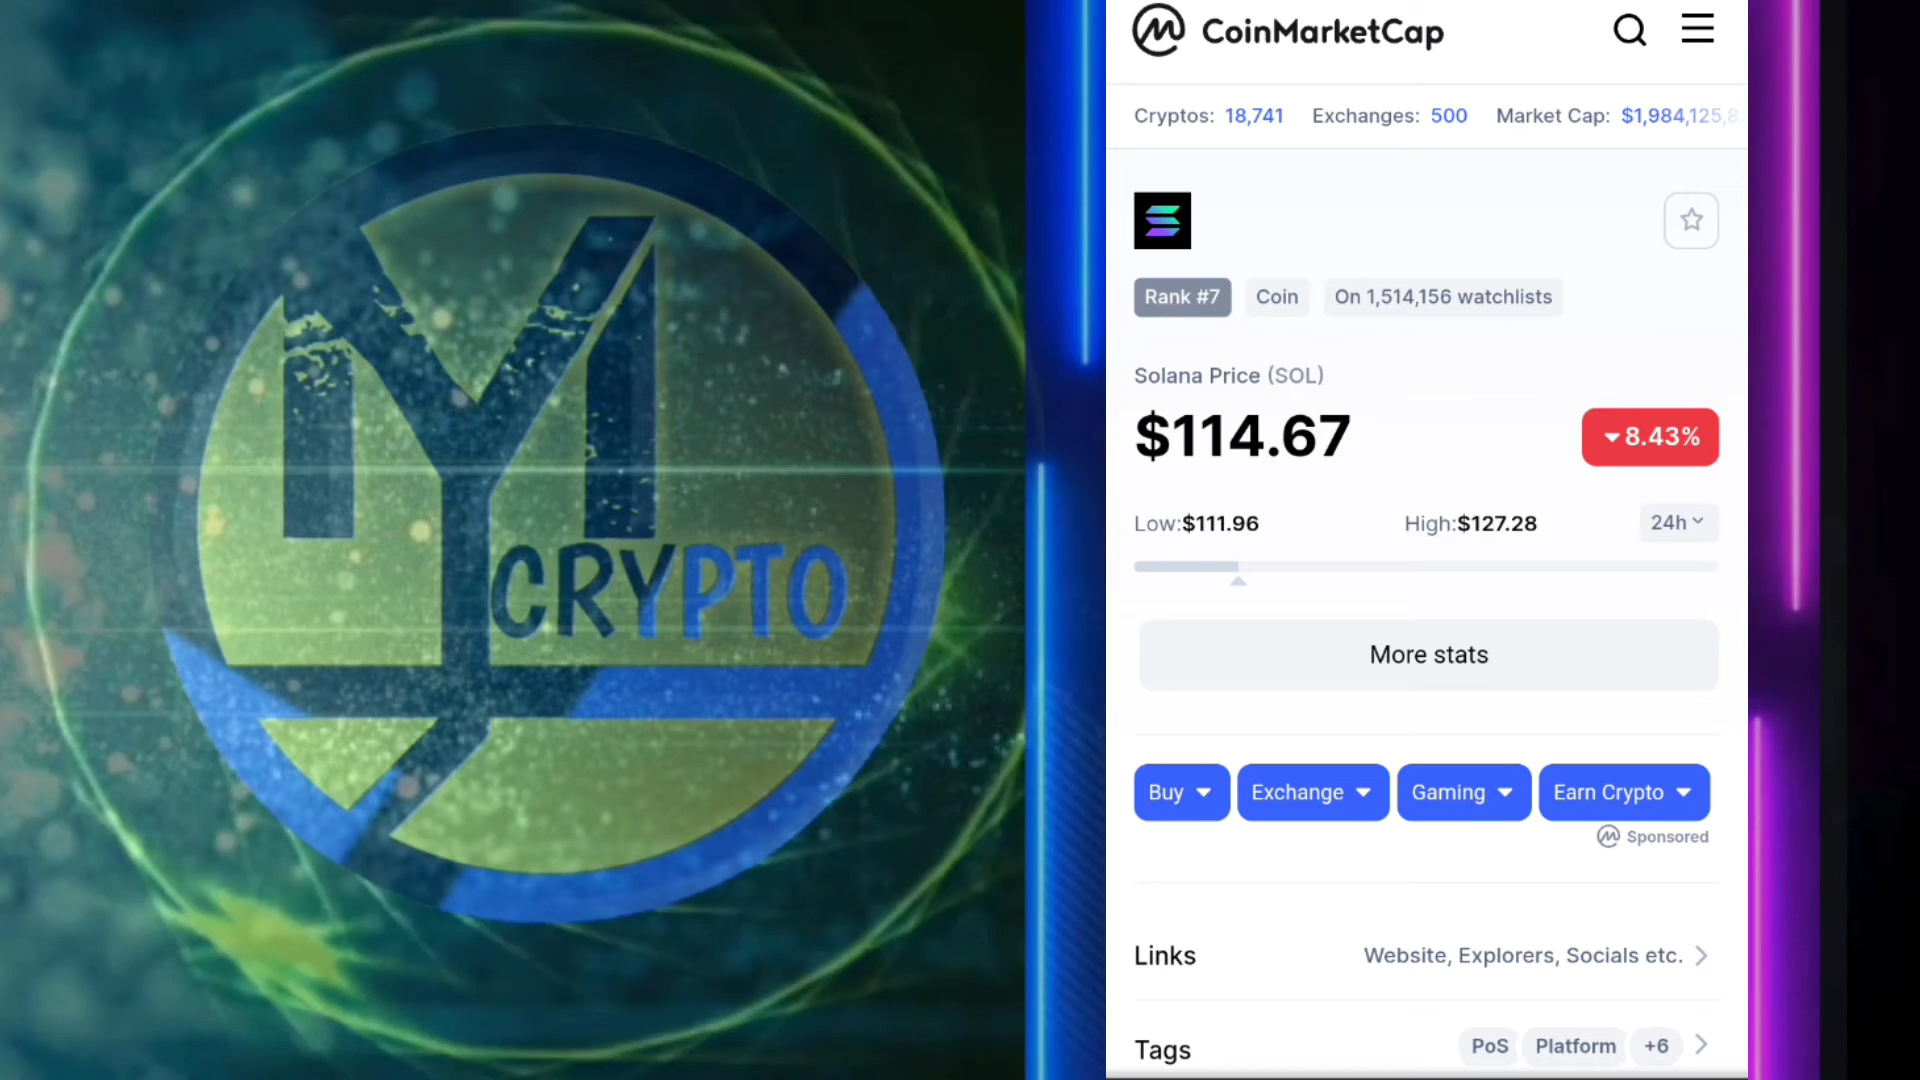 CRYPTO
CoinMarketCap
Cryptos: 18,741 Exchanges: 500 Market Cap: $1,984,125,8
Rank #7 Coin On 1,514,156 watchlists
Solana Price (SOL)
$114.67 8.43%
Low:$111.96 High:$127.28 24h
More stats
Buy Exchange Gaming Earn Crypto
Sponsored
Links Website, Explorers, Socials etc.
Tags PoS Platform +6